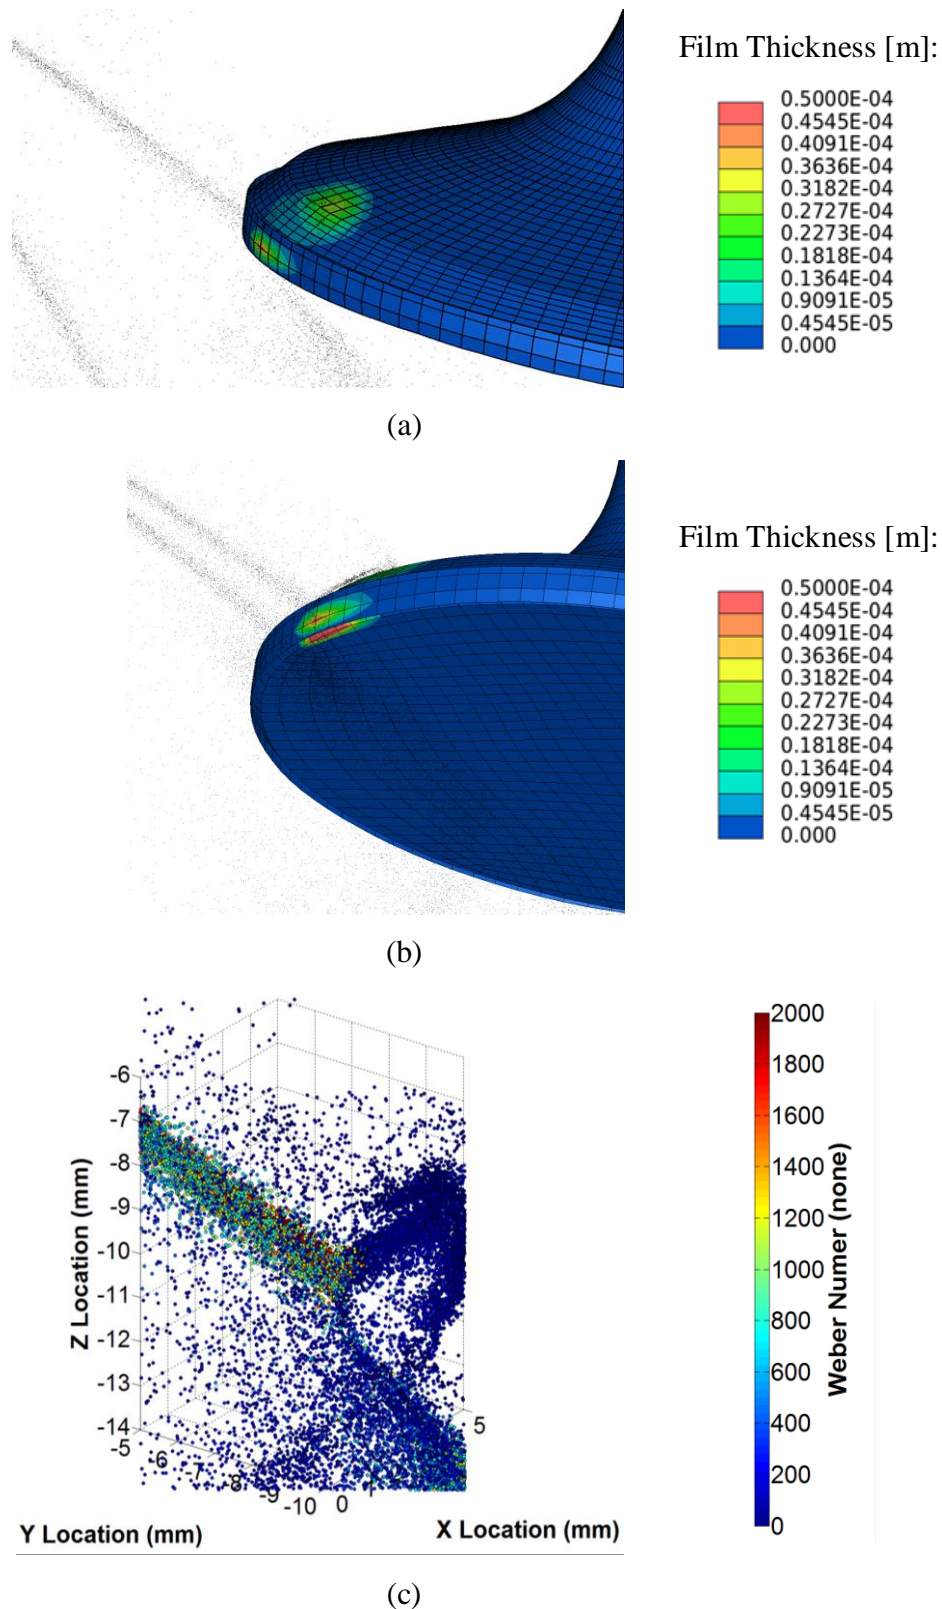 Film Thickness [m]:
0.5000E-04
0.4545E-04
0.4091E-04
0.3636E-04
0.3182E-04
0.2727E-04
0.2273E-04
0.1818E-04
0.1364E-04
0.9091E-05
0.4545E-05
0.000
(a)
Film Thickness [m]:
0.5000E-04
0.4545E-04
0.4091E-04
0.3636E-04
0.3182E-04
0.2727E-04
0.2273E-04
0.1818E-04
0.1364E-04
0.9091E-05
0.4545E-05
0.000
(b)
Z Location (mm)
-6
-7
-8
-9
-10
-11
-12
-13
-14
-5
-6
-7
-8
-9
-10
0
5
Y Location (mm)
X Location (mm)
2000
1800
1600
1400
1200
1000
800
600
400
200
0
Weber Numer (none)
(c)